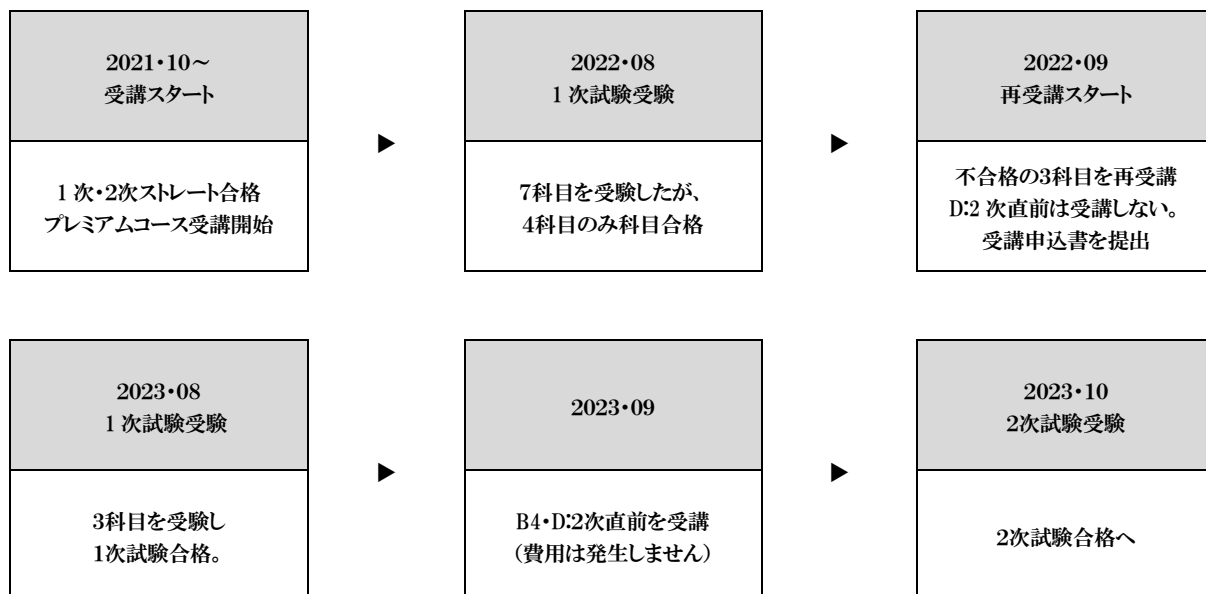 2021・10～
受講スタート
1 次・2次ストレート合格
プレミアムコース受講開始
▶
2022・08
1 次試験受験
7科目を受験したが、
4科目のみ科目合格
▶
2022・09
再受講スタート
不合格の3科目を再受講
D:2 次直前は受講しない。
受講申込書を提出
2023・08
1 次試験受験
3科目を受験し
1次試験合格。
▶
2023・09
B4・D:2次直前を受講
(費用は発生しません)
▶
2023・10
2次試験受験
2次試験合格へ